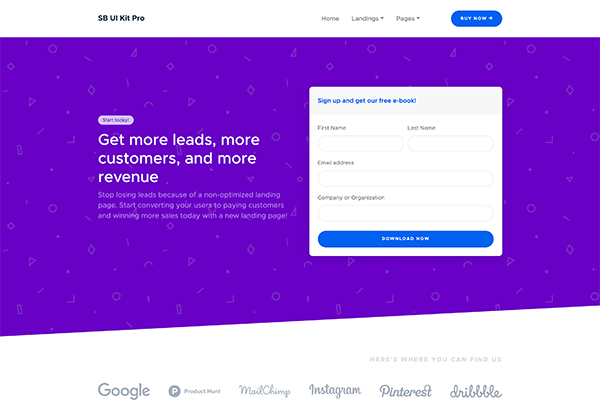 SB UI Kit Pro
Home Landings Pages BUY NOW
Start today!
Get more leads, more
customers, and more
revenue
Stop losing leads because of a non-optimized landing
page. Start converting your users to paying customers
and winning more sales today with a new landing page!
Sign up and get our free e-book!
First Name Last Name
Email address
Company or Organization
DOWNLOAD NOW
HERE'S WHERE YOU CAN FIND US
Google Product Hunt MailChimp Instagram Pinterest dribbble